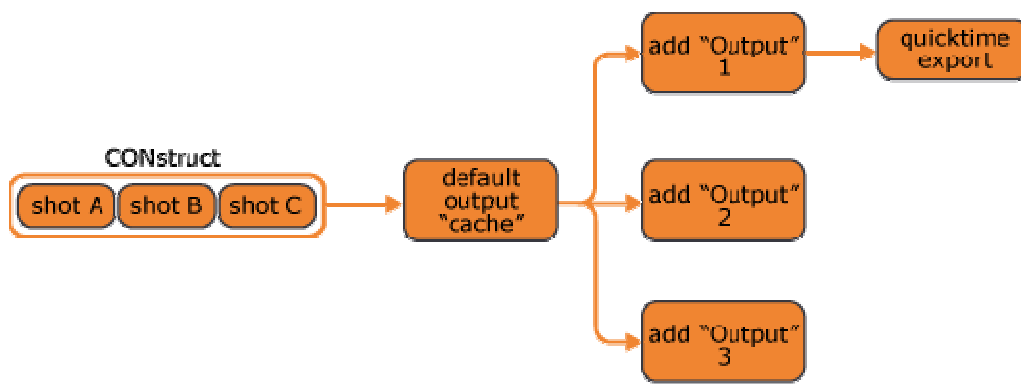 CONstruct
shot A
shot B
shot C
default
output
“cache”
add “Output”
1
quicktime
export
add “Output”
2
add “Output”
3